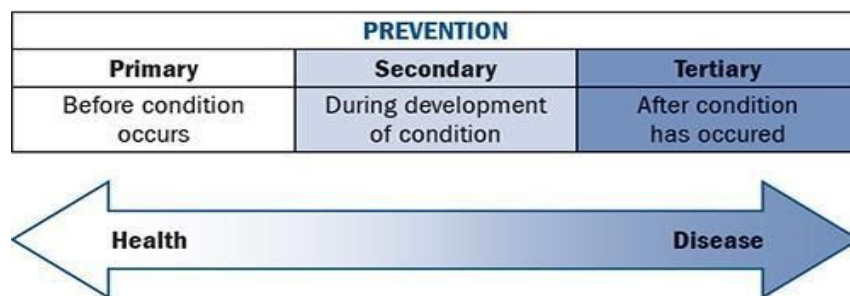 PREVENTION
Primary
Secondary
Tertiary
Before condition
occurs
During development
of condition
After condition
has occured
Health
Disease